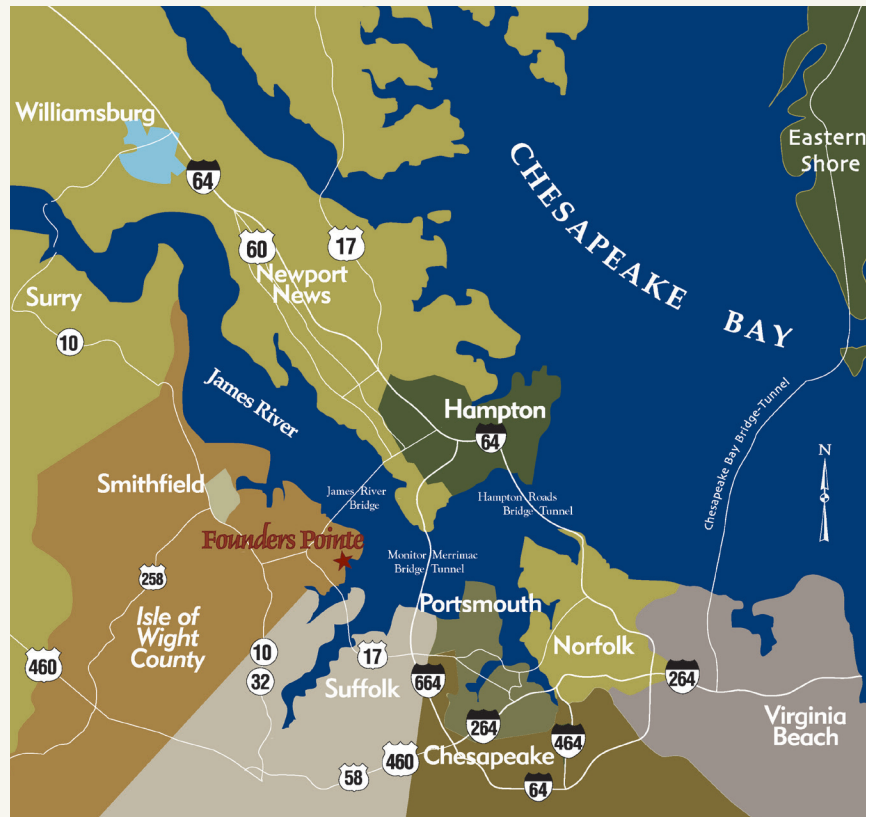 Williamsburg
64
60
17
Newport
News
Surry
10
CHESAPEAKE BAY
Eastern
Shore
James River
Hampton
64
Chesapeake Bay Bridge-Tunnel
N
Smithfield
James River
Bridge
Hampton Roads
Bridge Tunnel
Founders Pointe
Monitor Merrimac
Bridge Tunnel
258
Isle of
Wight
County
Portsmouth
Norfolk
460
10
32
17
Suffolk
664
264
264
464
Virginia
Beach
Chesapeake
460
58
64